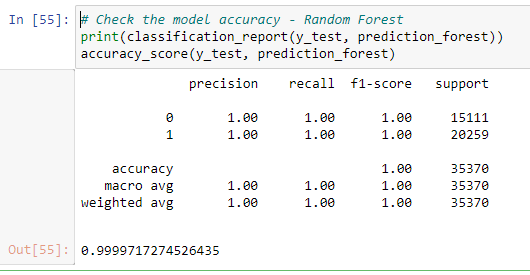 In [55]: # Check the model accuracy - Random Forest
print(classification_report(y_test, prediction_forest))
accuracy_score(y_test, prediction_forest)
precision recall f1-score support
0 1.00 1.00 1.00 15111
1 1.00 1.00 1.00 20259
accuracy 1.00 35370
macro avg 1.00 1.00 1.00 35370
weighted avg 1.00 1.00 1.00 35370
Out[55]: 0.9999717274526435